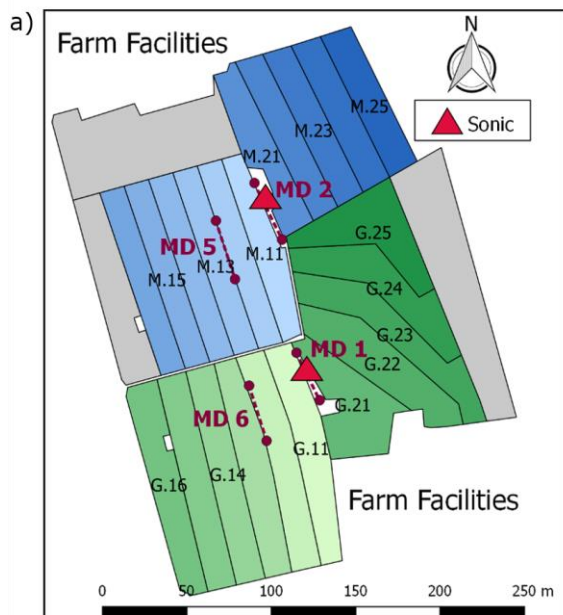 a)
Farm Facilities
N
Sonic
M.25
M.23
M.21
MD 2
MD 5
M.11
M.13
M.15
G.25
G.24
G.23
G.22
MD 1
G.21
MD 6
G.11
G.14
G.16
Farm Facilities
0 50 100 150 200 250 m